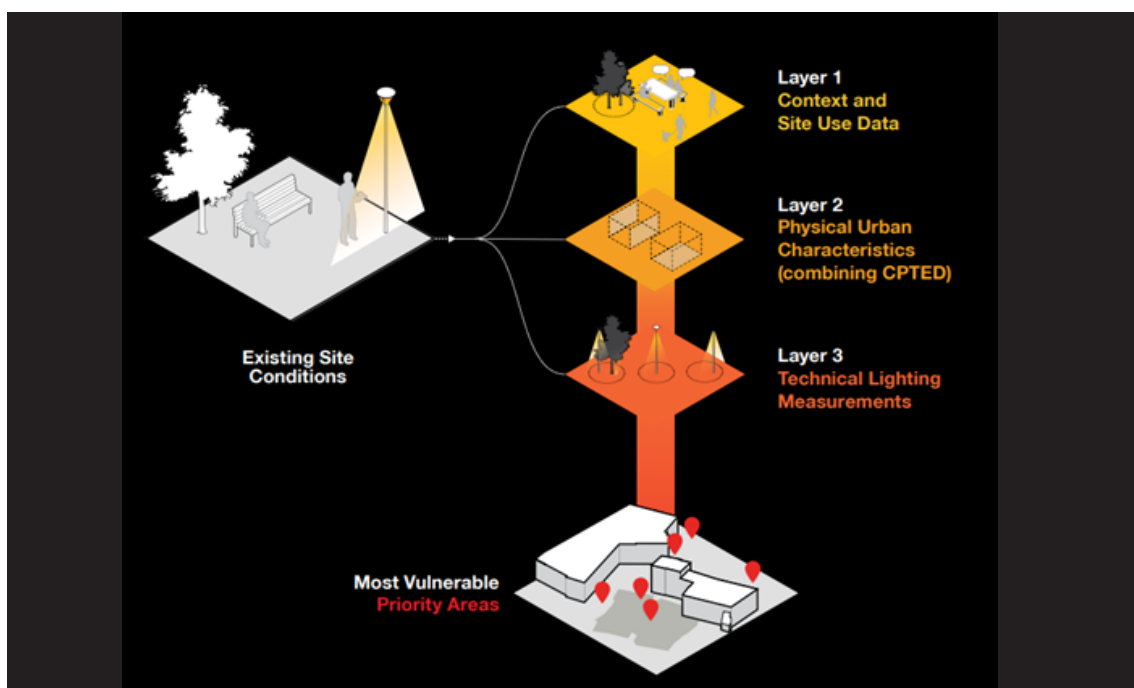 Layer 1
Context and
Site Use Data
Layer 2
Physical Urban
Characteristics
(combining CPTED)
Existing Site
Conditions
Layer 3
Technical Lighting
Measurements
Most Vulnerable
Priority Areas